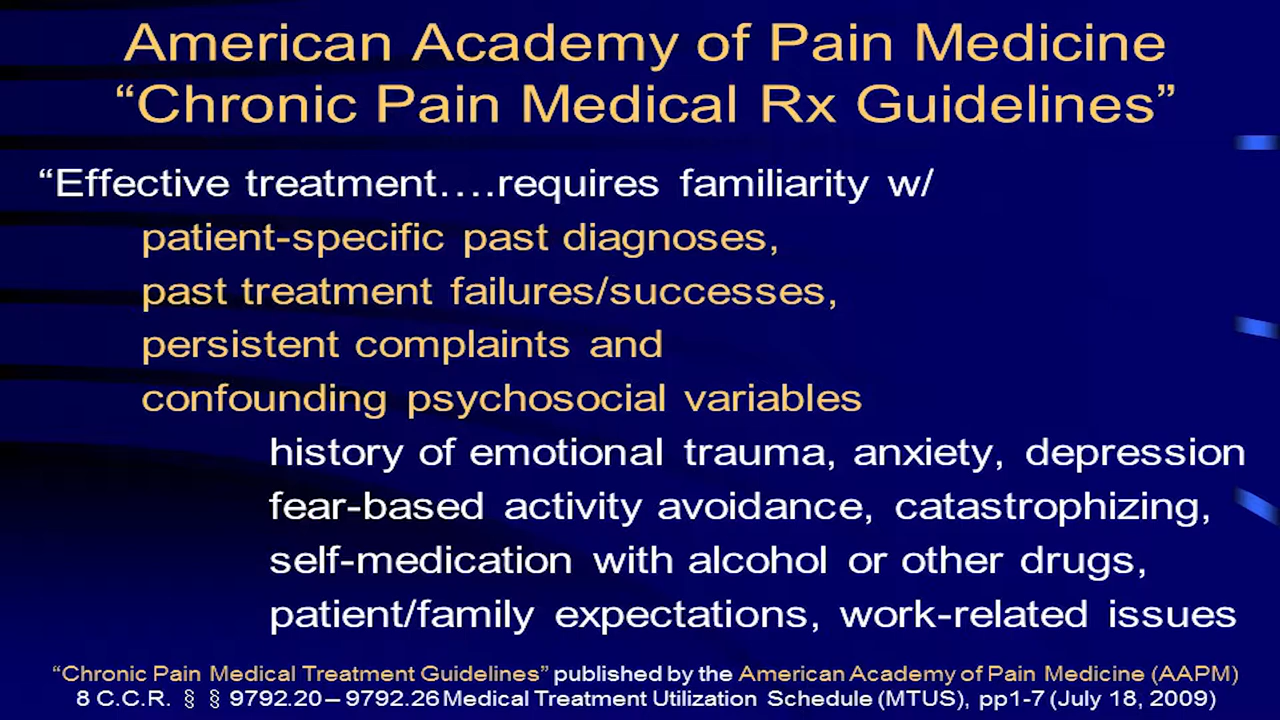 American Academy of Pain Medicine
“Chronic Pain Medical Rx Guidelines”
“Effective treatment….requires familiarity w/
patient-specific past diagnoses,
past treatment failures/successes,
persistent complaints and
confounding psychosocial variables
history of emotional trauma, anxiety, depression
fear-based activity avoidance, catastrophizing,
self-medication with alcohol or other drugs,
patient/family expectations, work-related issues
“Chronic Pain Medical Treatment Guidelines” published by the American Academy of Pain Medicine (AAPM)
8 C.C.R. § § 9792.20 – 9792.26 Medical Treatment Utilization Schedule (MTUS), pp1-7 (July 18, 2009)